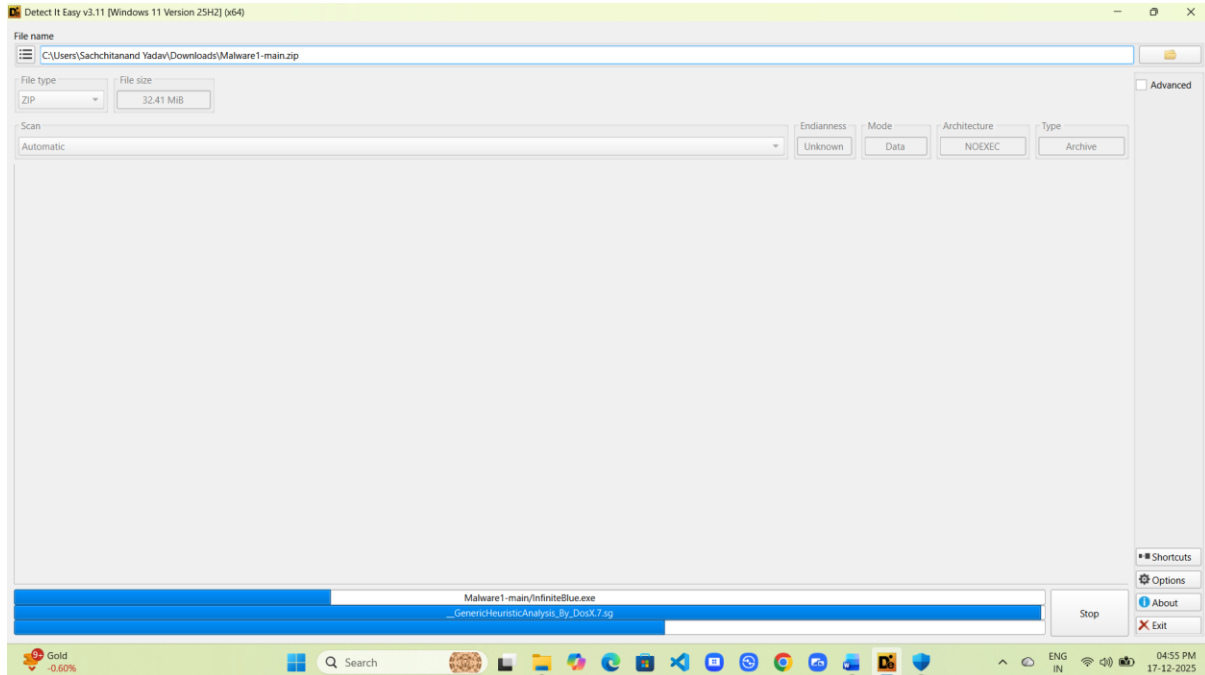 Detect It Easy v3.11 [Windows 11 Version 25H2] (x64)
File name
C:\Users\Sachchitanand Yadav\Downloads\Malware1-main.zip
File type
File size
Advanced
ZIP
32.41 MiB
Scan
Endianness
Mode
Architecture
Type
Automatic
Unknown
Data
NOEXEC
Archive
Shortcuts
Options
About
Exit
Malware1-main/InfiniteBlue.exe
__GenericHeuristicAnalysis_By_DosX.7.sg
Stop
9+
Gold
-0.60%
Search
ENG
IN
04:55 PM
17-12-2025